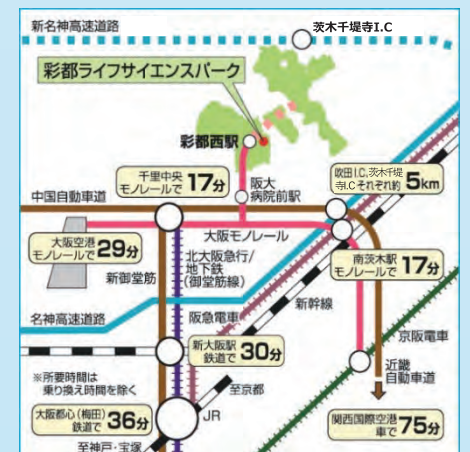 新名神高速道路
茨木千堤寺I.C
彩都ライフサイエンスパーク
彩都西駅
千里中央
モノレールで 17分
阪大
病院前駅
吹田I.C,茨木千堤
寺I.C それぞれ約 5km
中国自動車道
大阪モノレール
大阪空港
モノレールで 29分
北大阪急行/
地下鉄
(御堂筋線)
新御堂筋
南茨木駅
モノレールで 17分
新幹線
名神高速道路
阪急電車
京阪電車
新大阪駅
鉄道で 30分
近畿
自動車道
※所要時間は
乗り換え時間を除く
至京都
大阪都心(梅田)
鉄道で 36分
JR
関西国際空港
車で 75分
至神戸・宝塚